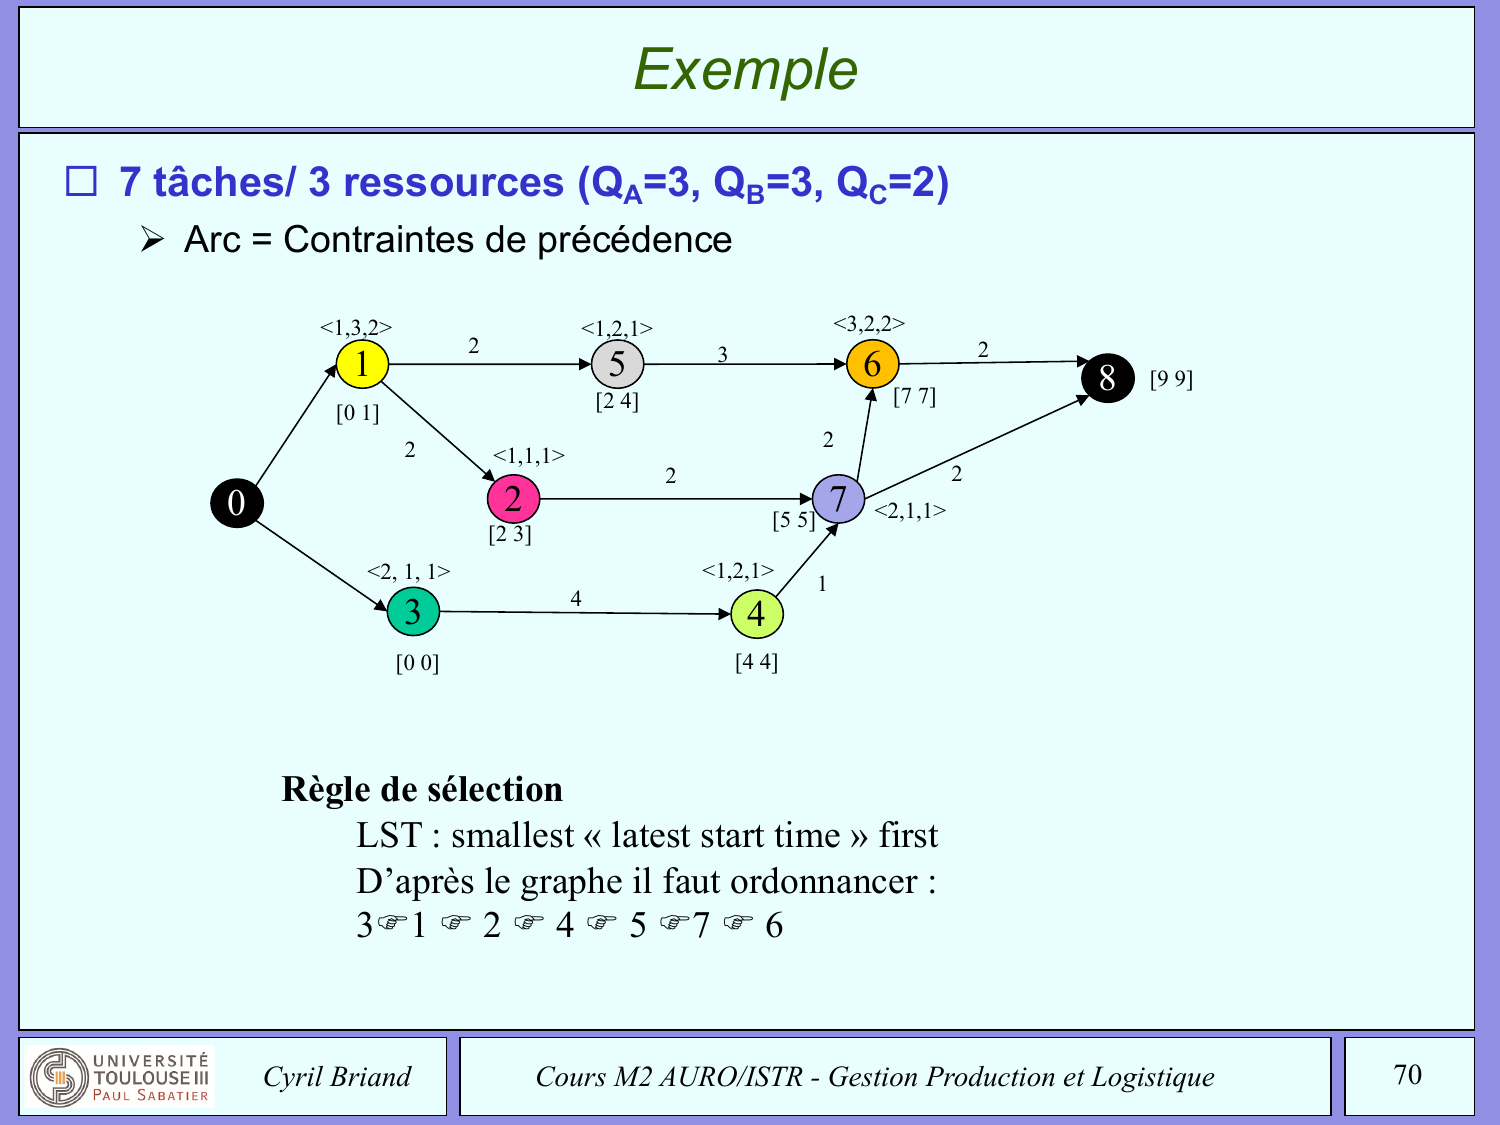 Exemple
7 tâches/ 3 ressources (QA=3, QB=3, QC=2)
Arc = Contraintes de précédence
<1,3,2>
<1,2,1>
<3,2,2>
2
3
2
1
5
6
8
[9 9]
[0 1]
[2 4]
[7 7]
2
<1,1,1>
2
2
2
0
2
7
<2,1,1>
[2 3]
[5 5]
<2, 1, 1>
<1,2,1>
4
1
3
4
[0 0]
[4 4]
Règle de sélection
LST : smallest « latest start time » first
D’après le graphe il faut ordonnancer :
3☞1 ☞ 2 ☞ 4 ☞ 5 ☞7 ☞ 6
UNIVERSITÉ
TOULOUSE III
PAUL SABATIER
Cyril Briand
Cours M2 AURO/ISTR - Gestion Production et Logistique
70